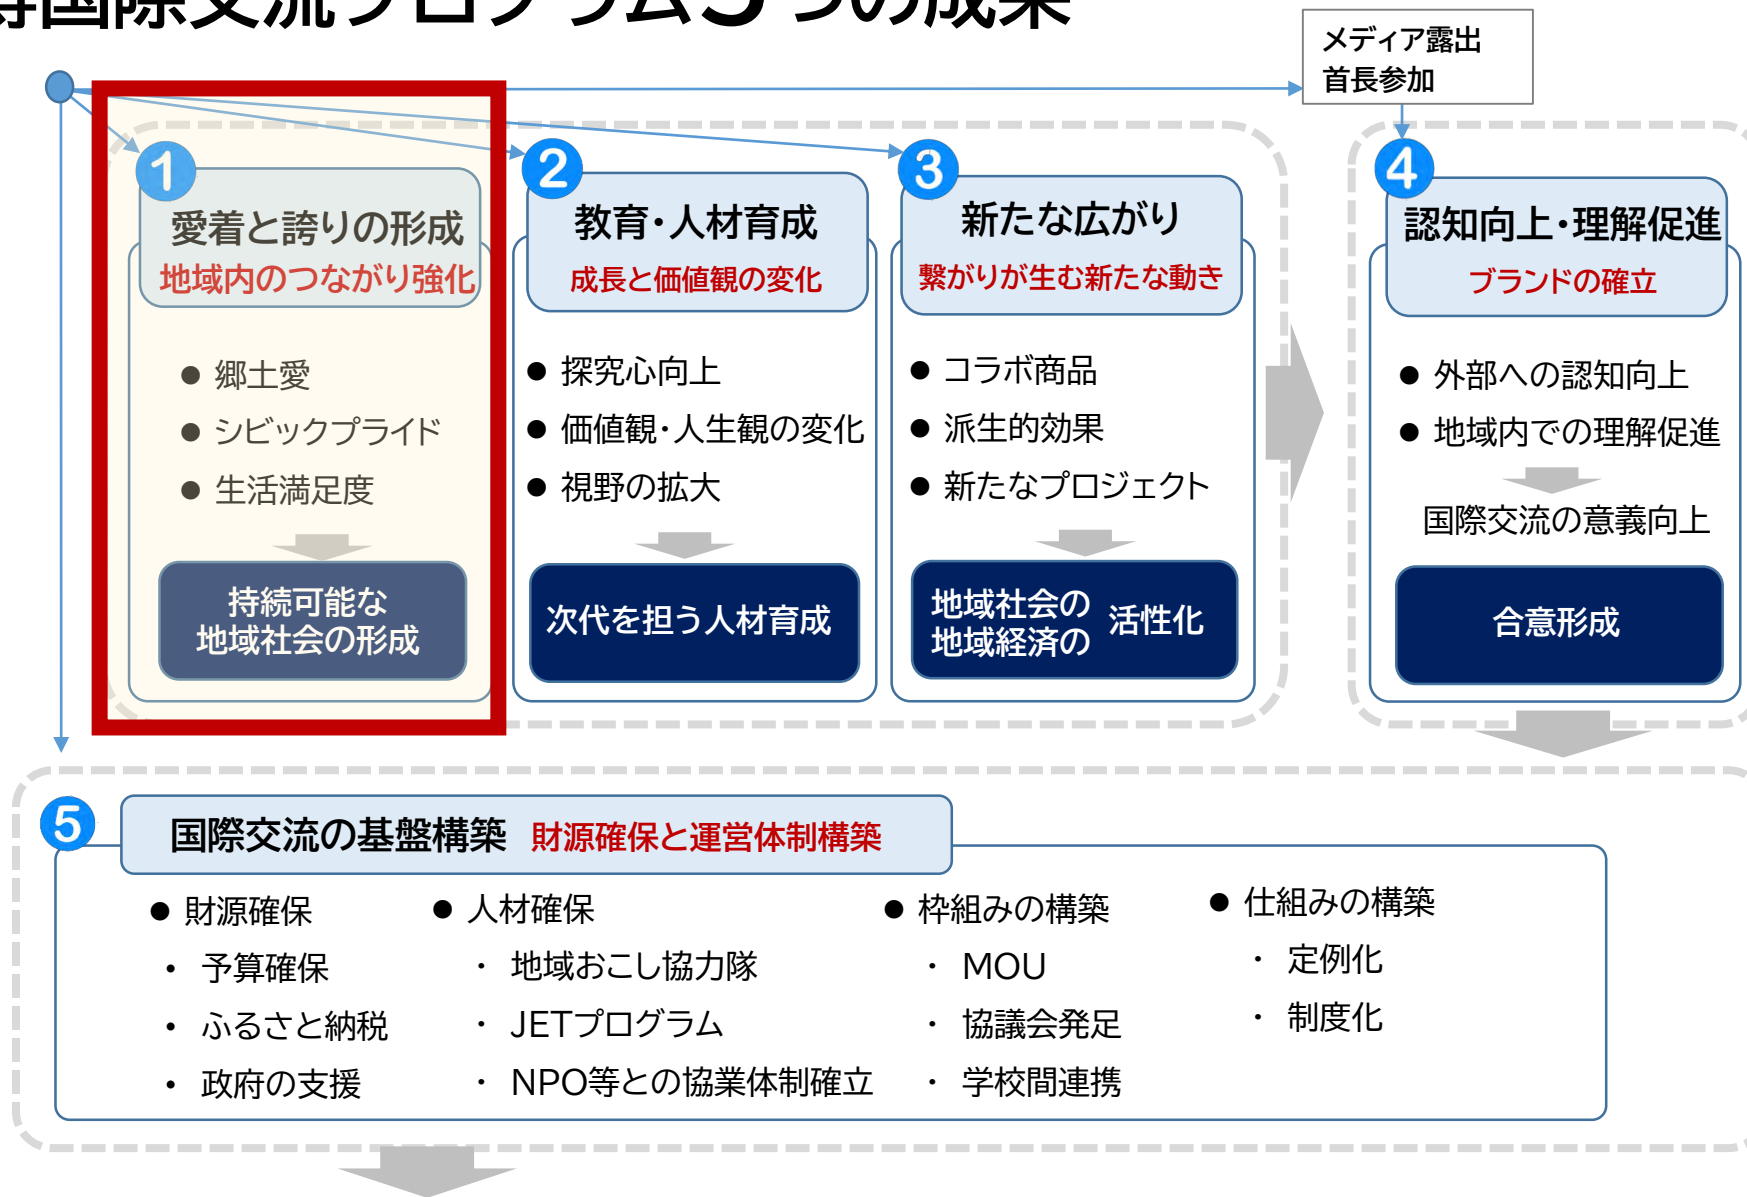 等国際交流プログラム5つの成果
メディア露出
首長参加
1
愛着と誇りの形成
地域内のつながり強化
● 郷土愛
● シビックプライド
● 生活満足度
持続可能な
地域社会の形成
2
教育・人材育成
成長と価値観の変化
● 探究心向上
● 価値観・人生観の変化
● 視野の拡大
次代を担う人材育成
3
新たな広がり
繋がりが生む新たな動き
● コラボ商品
● 派生的効果
● 新たなプロジェクト
地域社会の
地域経済の 活性化
4
認知向上・理解促進
ブランドの確立
● 外部への認知向上
● 地域内での理解促進
国際交流の意義向上
合意形成
5
国際交流の基盤構築 財源確保と運営体制構築
● 財源確保
・ 予算確保
・ ふるさと納税
・ 政府の支援
● 人材確保
・ 地域おこし協力隊
・ JETプログラム
・ NPO等との協業体制確立
● 枠組みの構築
・ MOU
・ 協議会発足
・ 学校間連携
● 仕組みの構築
・ 定例化
・ 制度化